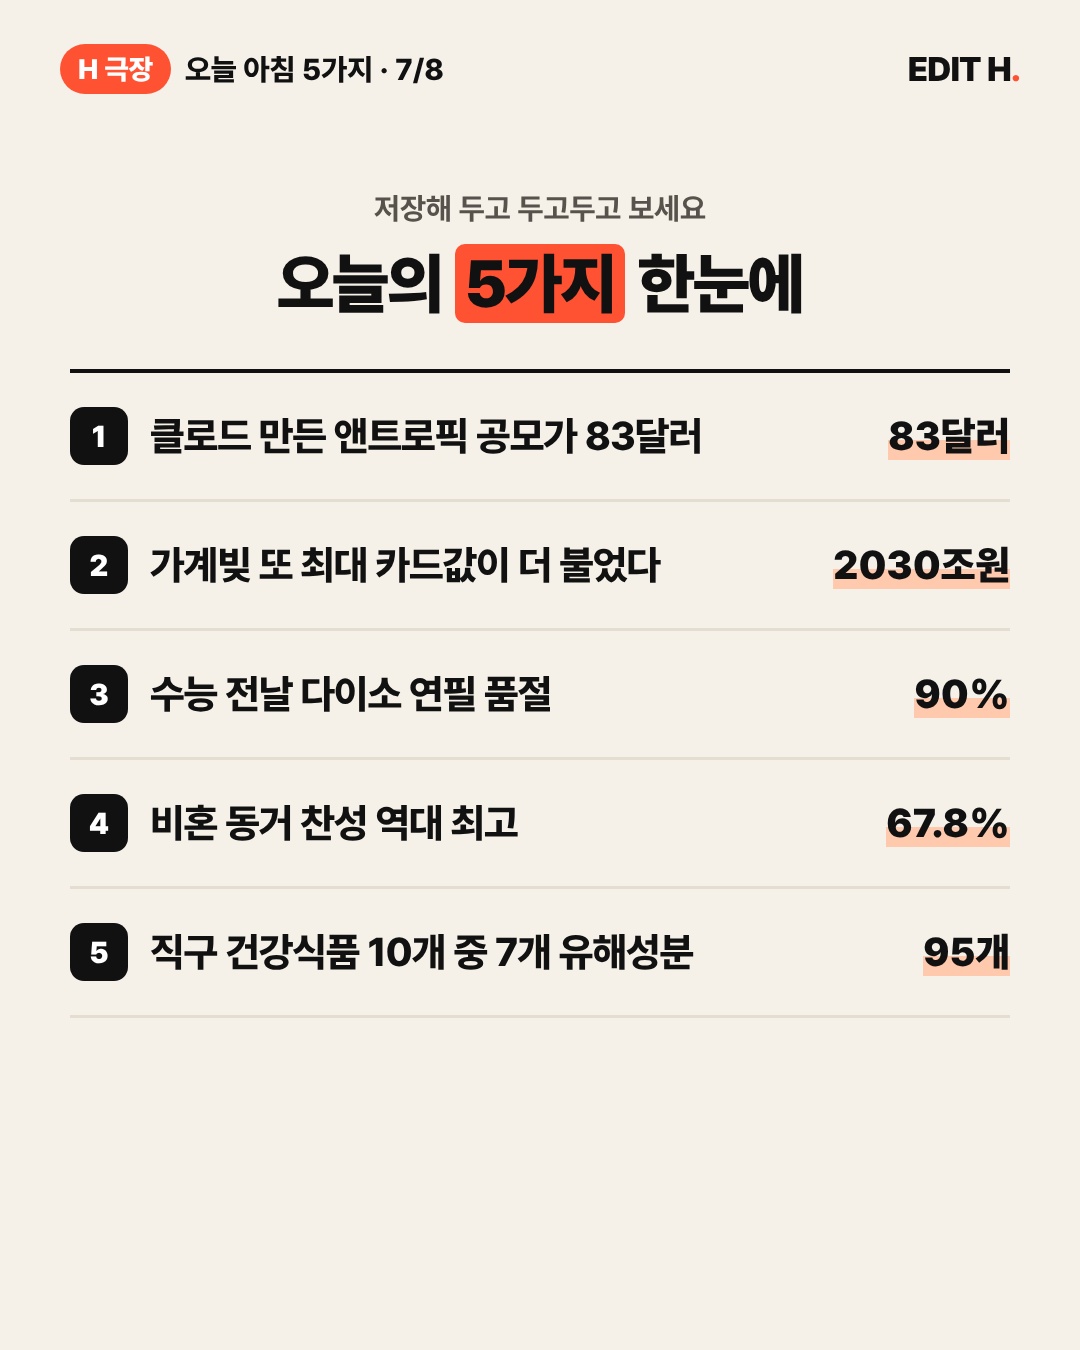 H 극장 오늘 아침 5가지 · 7/8 EDIT H.
저장해 두고 두고두고 보세요
오늘의 5가지 한눈에
1 클로드 만든 앤트로픽 공모가 83달러 83달러
2 가계빚 또 최대 카드값이 더 불었다 2030조원
3 수능 전날 다이소 연필 품절 90%
4 비혼 동거 찬성 역대 최고 67.8%
5 직구 건강식품 10개 중 7개 유해성분 95개